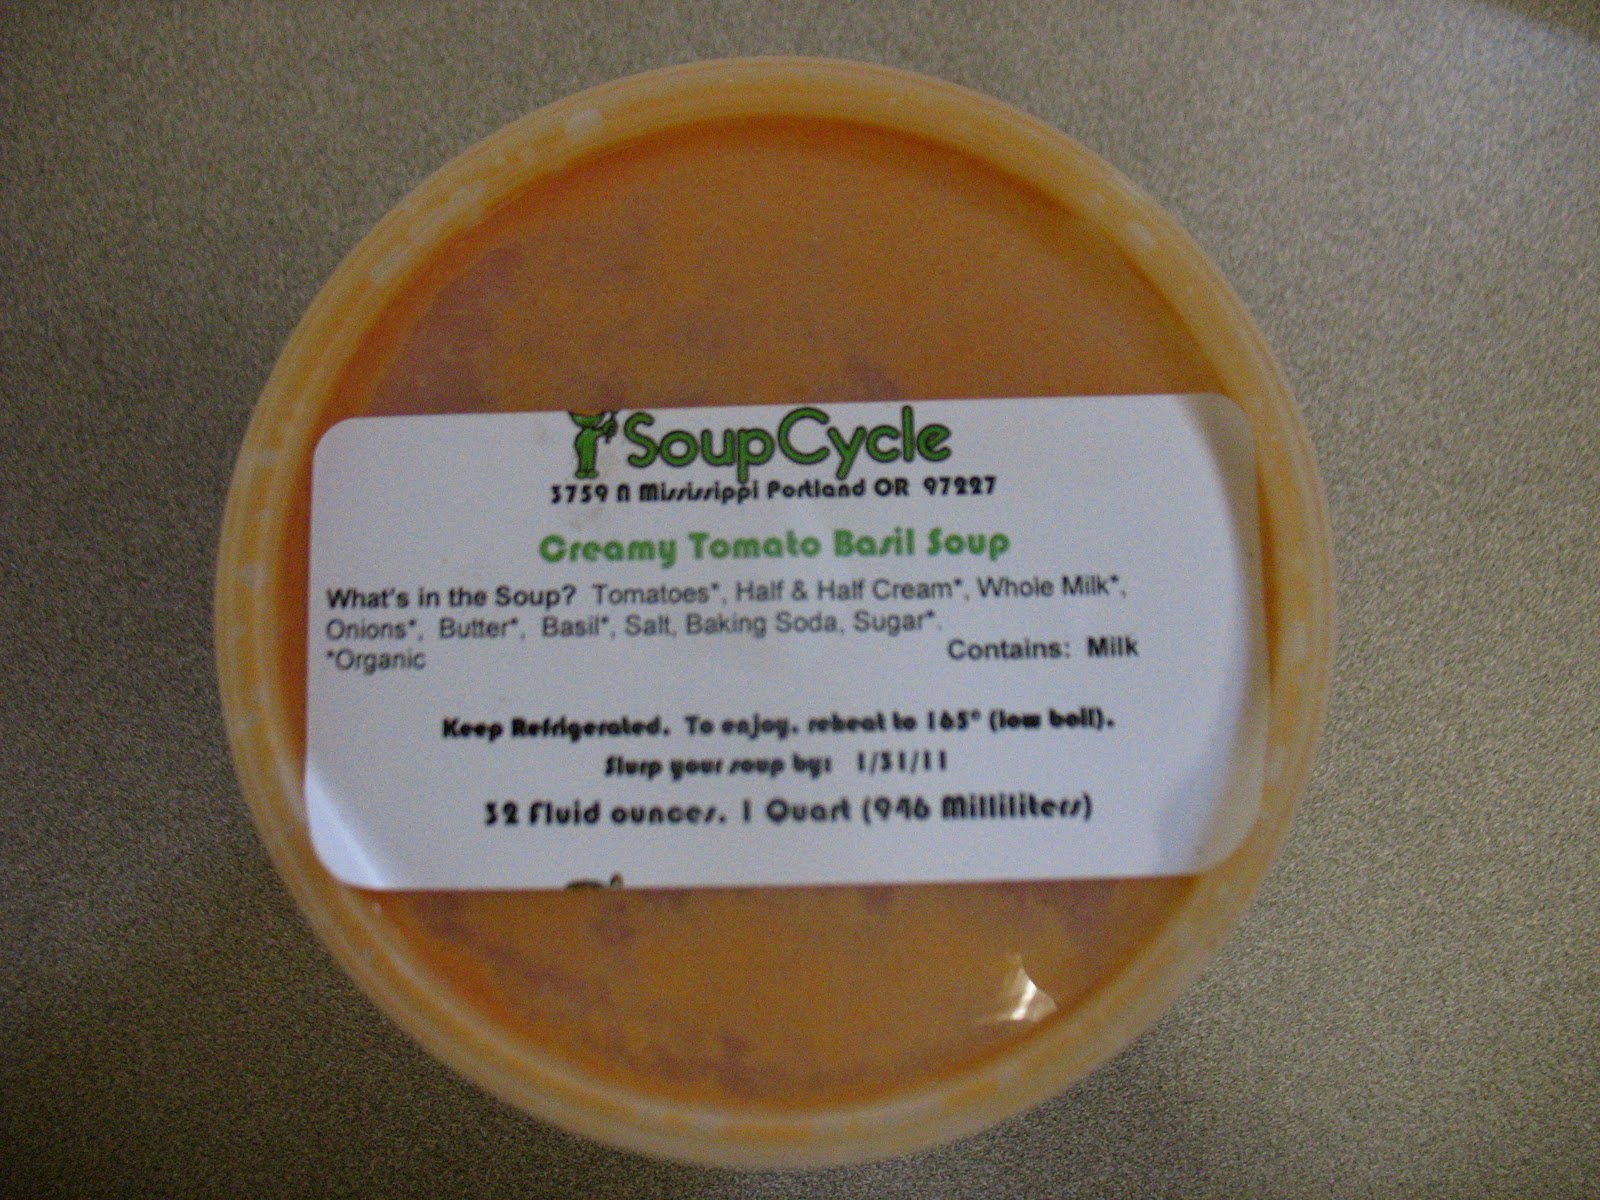 SoupCycle
3759 N Mississippi Portland OR 97227
Creamy Tomato Basil Soup
What's in the Soup? Tomatoes*, Half & Half Cream*, Whole Milk*,
Onions*, Butter*, Basil*, Salt, Baking Soda, Sugar*.
*Organic Contains: Milk
Keep Refrigerated. To enjoy, reheat to 165° (low boil).
Slurp your soup by: 1/31/11
32 Fluid ounces. 1 Quart (946 Milliliters)